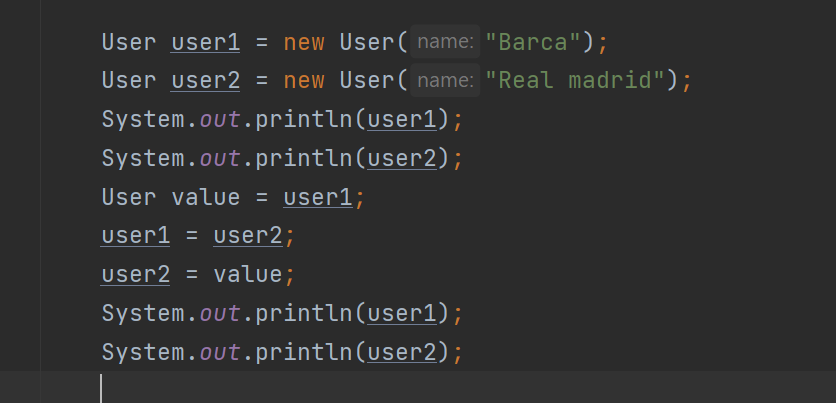 User user1 = new User( name: "Barca");
User user2 = new User( name: "Real madrid");
System.out.println(user1);
System.out.println(user2);
User value = user1;
user1 = user2;
user2 = value;
System.out.println(user1);
System.out.println(user2);